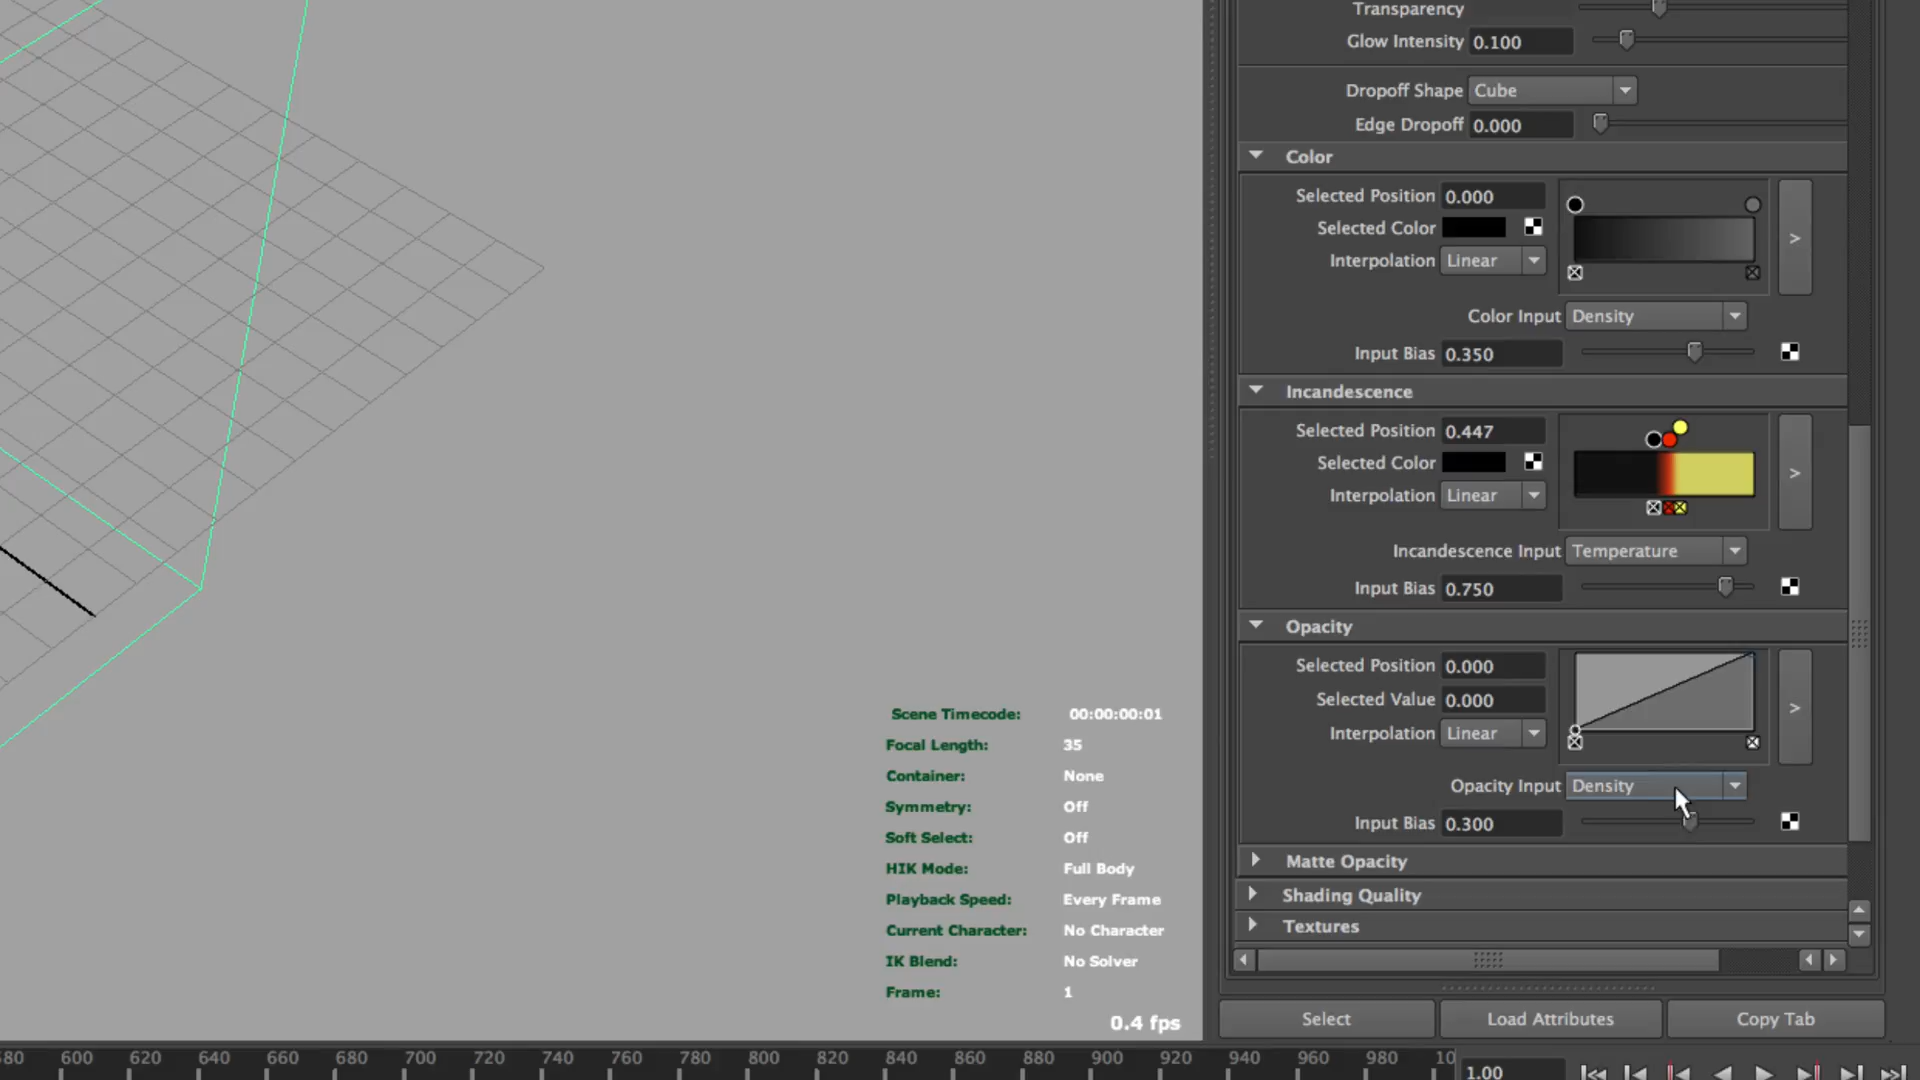 Transparency
Glow Intensity 0.100
Dropoff Shape Cube
Edge Dropoff 0.000
Color
Selected Position 0.000
Selected Color
Interpolation Linear
>
Color Input Density
Input Bias 0.350
Incandescence
Selected Position 0.447
Selected Color
Interpolation Linear
>
Incandescence Input Temperature
Input Bias 0.750
Opacity
Selected Position 0.000
Selected Value 0.000
Interpolation Linear
>
Opacity Input Density
Input Bias 0.300
Matte Opacity
Shading Quality
Textures
Scene Timecode: 00:00:00:01
Focal Length: 35
Container: None
Symmetry: Off
Soft Select: Off
HIK Mode: Full Body
Playback Speed: Every Frame
Current Character: No Character
IK Blend: No Solver
Frame: 1
0.4 fps
Select Load Attributes Copy Tab
600 620 640 660 680 700 720 740 760 780 800 820 840 860 880 900 920 940 960 980 1.00